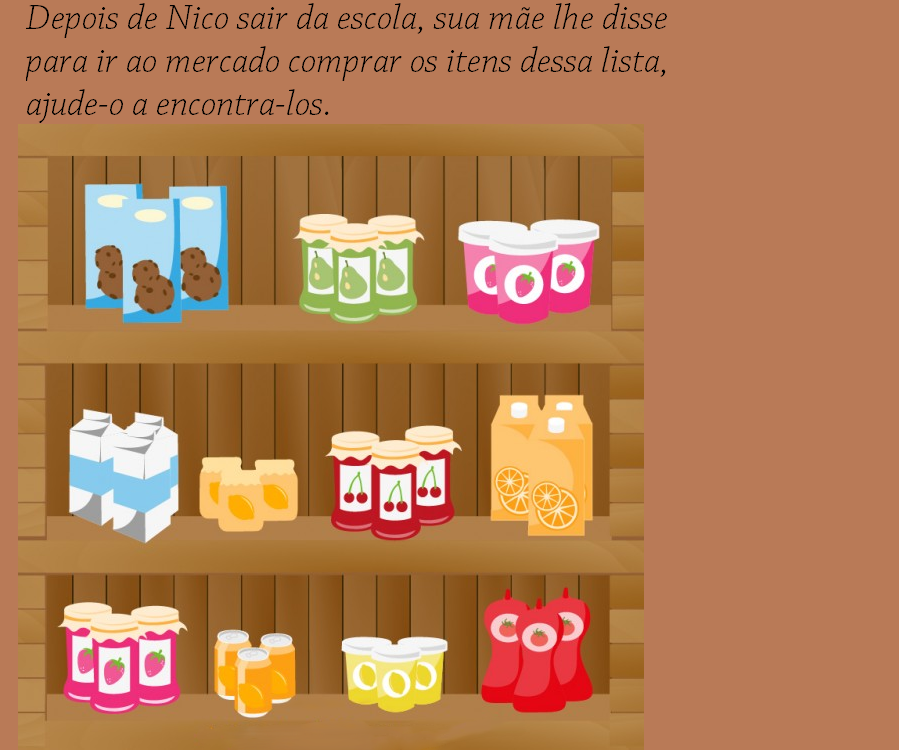 Depois de Nico sair da escola, sua mãe lhe disse
para ir ao mercado comprar os itens dessa lista,
ajude-o a encontra-los.